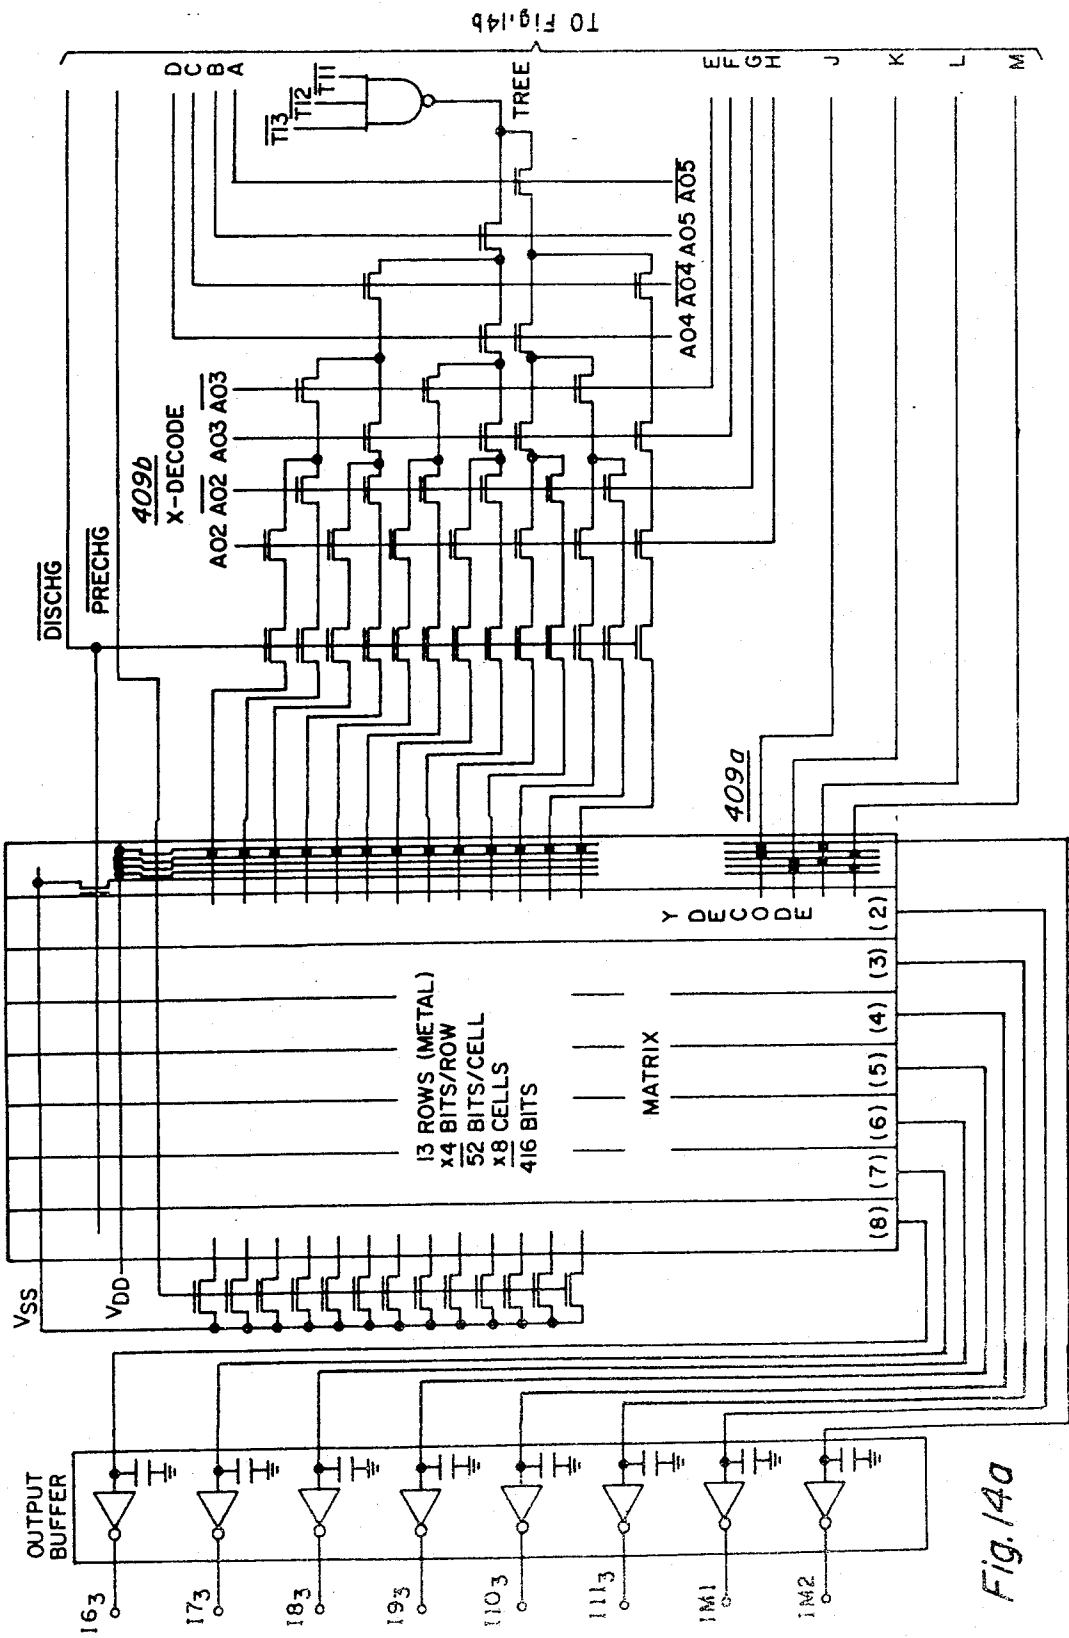 TO Fig.14b
D
C
B
A
T13
T12
T11
TREE
E
F
G
H
J
K
L
M
DISCHG
PRECHG
409b
X-DECODE
A02
A02
A03
A03
A04
A04
A05
A05
409a
Y DECODE
(2)
(3)
(4)
(5)
(6)
(7)
(8)
13 ROWS (METAL)
X4 BITS/ROW
52 BITS/CELL
X8 CELLS
416 BITS
MATRIX
VSS
VDD
OUTPUT
BUFFER
I6₃
I7₃
I8₃
I9₃
I10₃
I11₃
IM1
IM2
Fig. 14a